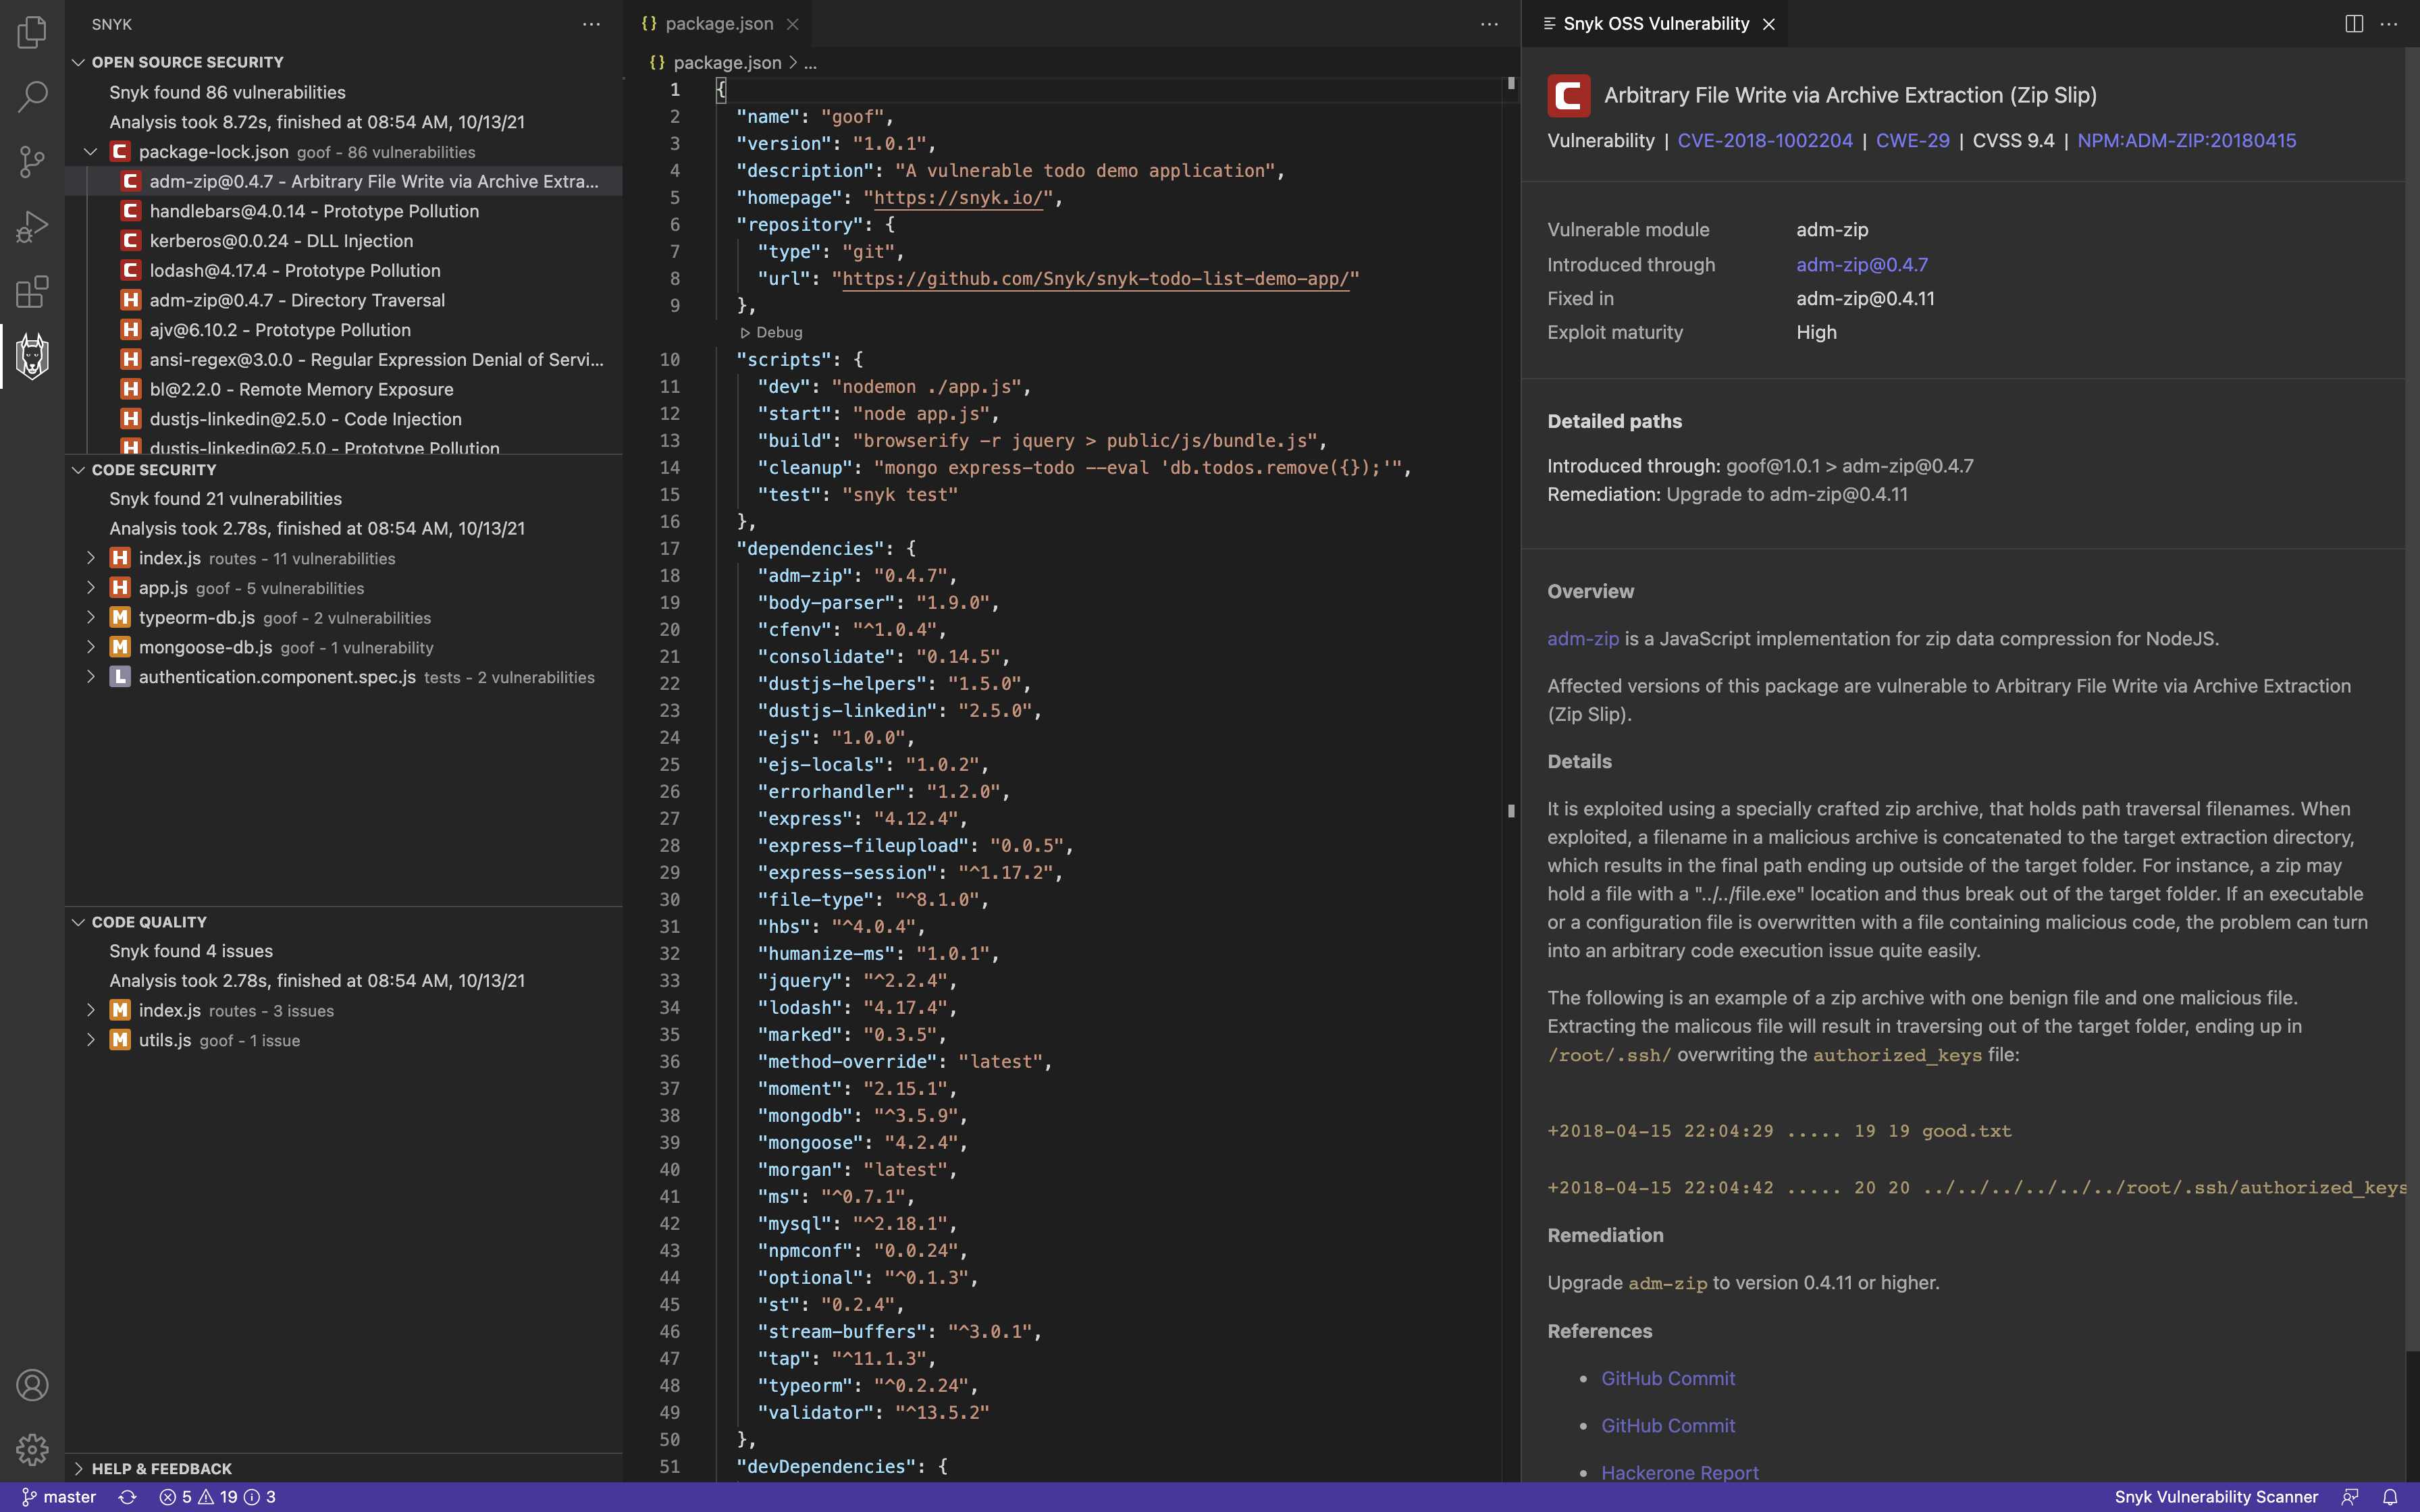 SNYK
OPEN SOURCE SECURITY
Snyk found 86 vulnerabilities
Analysis took 8.72s, finished at 08:54 AM, 10/13/21
C package-lock.json goof - 86 vulnerabilities
C adm-zip@0.4.7 - Arbitrary File Write via Archive Extra...
C handlebars@4.0.14 - Prototype Pollution
C kerberos@0.0.24 - DLL Injection
C lodash@4.17.4 - Prototype Pollution
H adm-zip@0.4.7 - Directory Traversal
H ajv@6.10.2 - Prototype Pollution
H ansi-regex@3.0.0 - Regular Expression Denial of Servi...
H bl@2.2.0 - Remote Memory Exposure
H dustjs-linkedin@2.5.0 - Code Injection
H dustjs-linkedin@2.5.0 - Prototype Pollution
CODE SECURITY
Snyk found 21 vulnerabilities
Analysis took 2.78s, finished at 08:54 AM, 10/13/21
H index.js routes - 11 vulnerabilities
H app.js goof - 5 vulnerabilities
M typeorm-db.js goof - 2 vulnerabilities
M mongoose-db.js goof - 1 vulnerability
L authentication.component.spec.js tests - 2 vulnerabilities
CODE QUALITY
Snyk found 4 issues
Analysis took 2.78s, finished at 08:54 AM, 10/13/21
M index.js routes - 3 issues
M utils.js goof - 1 issue
HELP & FEEDBACK
{} package.json
{} package.json > ...
1 {
2 "name": "goof",
3 "version": "1.0.1",
4 "description": "A vulnerable todo demo application",
5 "homepage": "https://snyk.io/",
6 "repository": {
7 "type": "git",
8 "url": "https://github.com/Snyk/snyk-todo-list-demo-app/"
9 },
Debug
10 "scripts": {
11 "dev": "nodemon ./app.js",
12 "start": "node app.js",
13 "build": "browserify -r jquery > public/js/bundle.js",
14 "cleanup": "mongo express-todo --eval 'db.todos.remove({});'",
15 "test": "snyk test"
16 },
17 "dependencies": {
18 "adm-zip": "0.4.7",
19 "body-parser": "1.9.0",
20 "cfenv": "^1.0.4",
21 "consolidate": "0.14.5",
22 "dustjs-helpers": "1.5.0",
23 "dustjs-linkedin": "2.5.0",
24 "ejs": "1.0.0",
25 "ejs-locals": "1.0.2",
26 "errorhandler": "1.2.0",
27 "express": "4.12.4",
28 "express-fileupload": "0.0.5",
29 "express-session": "^1.17.2",
30 "file-type": "^8.1.0",
31 "hbs": "^4.0.4",
32 "humanize-ms": "1.0.1",
33 "jquery": "^2.2.4",
34 "lodash": "4.17.4",
35 "marked": "0.3.5",
36 "method-override": "latest",
37 "moment": "2.15.1",
38 "mongodb": "^3.5.9",
39 "mongoose": "4.2.4",
40 "morgan": "latest",
41 "ms": "^0.7.1",
42 "mysql": "^2.18.1",
43 "npmconf": "0.0.24",
44 "optional": "^0.1.3",
45 "st": "0.2.4",
46 "stream-buffers": "^3.0.1",
47 "tap": "^11.1.3",
48 "typeorm": "^0.2.24",
49 "validator": "^13.5.2"
50 },
51 "devDependencies": {
Snyk OSS Vulnerability
C Arbitrary File Write via Archive Extraction (Zip Slip)
Vulnerability | CVE-2018-1002204 | CWE-29 | CVSS 9.4 | NPM:ADM-ZIP:20180415
Vulnerable module adm-zip
Introduced through adm-zip@0.4.7
Fixed in adm-zip@0.4.11
Exploit maturity High
Detailed paths
Introduced through: goof@1.0.1 > adm-zip@0.4.7
Remediation: Upgrade to adm-zip@0.4.11
Overview
adm-zip is a JavaScript implementation for zip data compression for NodeJS.
Affected versions of this package are vulnerable to Arbitrary File Write via Archive Extraction
(Zip Slip).
Details
It is exploited using a specially crafted zip archive, that holds path traversal filenames. When
exploited, a filename in a malicious archive is concatenated to the target extraction directory,
which results in the final path ending up outside of the target folder. For instance, a zip may
hold a file with a "../../file.exe" location and thus break out of the target folder. If an executable
or a configuration file is overwritten with a file containing malicious code, the problem can turn
into an arbitrary code execution issue quite easily.
The following is an example of a zip archive with one benign file and one malicious file.
Extracting the malicous file will result in traversing out of the target folder, ending up in
/root/.ssh/ overwriting the authorized_keys file:
+2018-04-15 22:04:29 ..... 19 19 good.txt
+2018-04-15 22:04:42 ..... 20 20 ../../../../../../root/.ssh/authorized_keys
Remediation
Upgrade adm-zip to version 0.4.11 or higher.
References
• GitHub Commit
• GitHub Commit
• Hackerone Report
master 5 19 3
Snyk Vulnerability Scanner